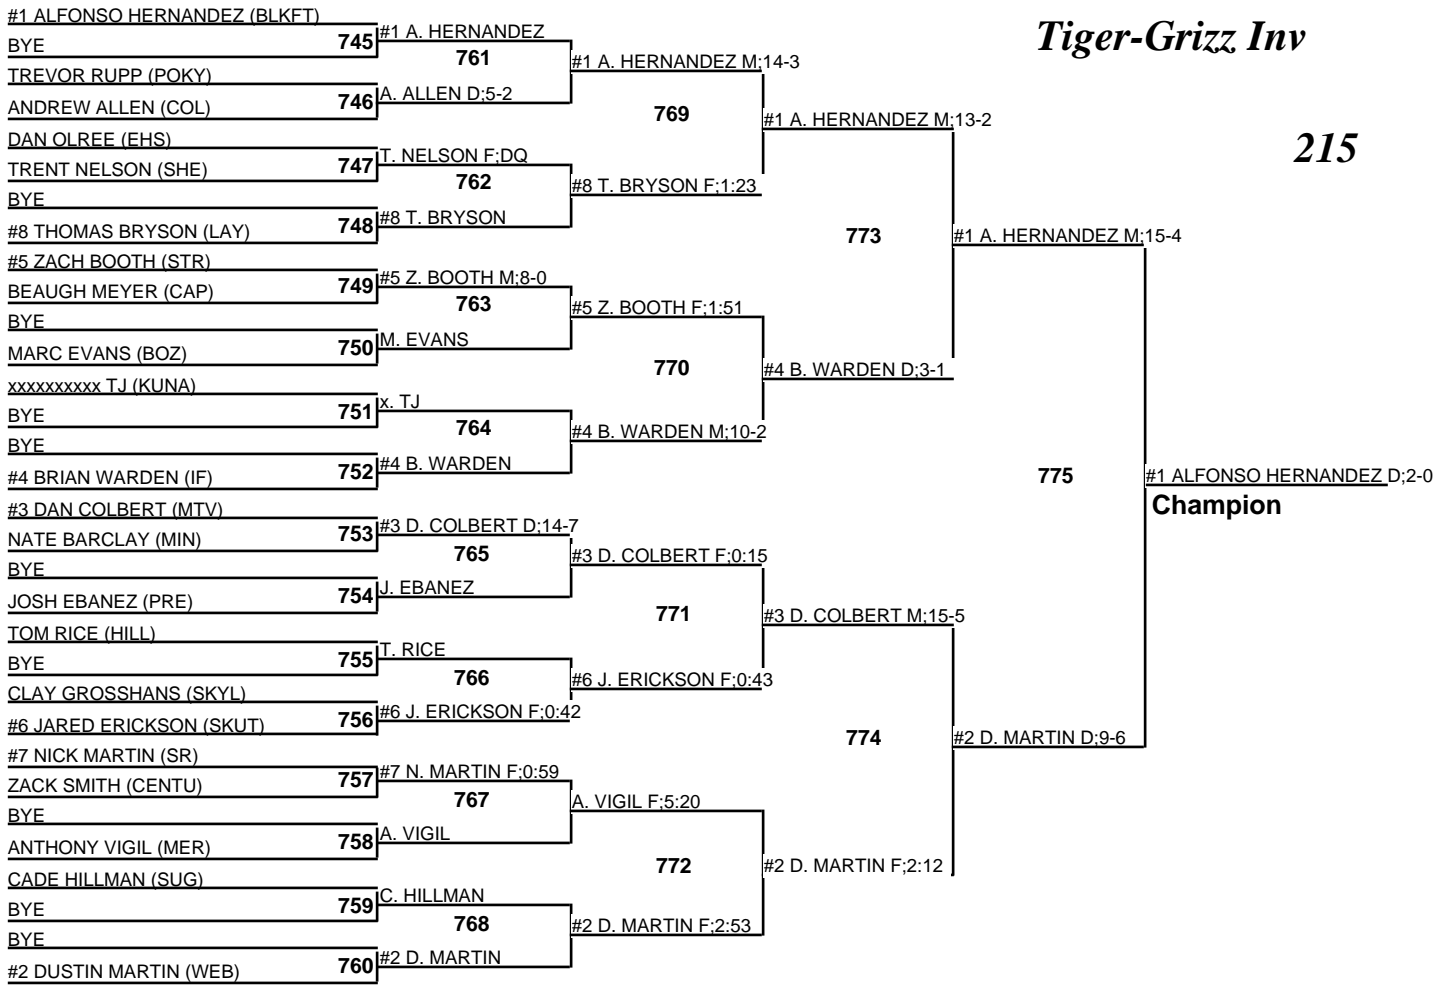 Tiger-Grizz Inv
215
#1 ALFONSO HERNANDEZ (BLKFT)
BYE
TREVOR RUPP (POKY)
ANDREW ALLEN (COL)
DAN OLREE (EHS)
TRENT NELSON (SHE)
BYE
#8 THOMAS BRYSON (LAY)
#5 ZACH BOOTH (STR)
BEAUGH MEYER (CAP)
BYE
MARC EVANS (BOZ)
xxxxxxxxxx TJ (KUNA)
BYE
BYE
#4 BRIAN WARDEN (IF)
#3 DAN COLBERT (MTV)
NATE BARCLAY (MIN)
BYE
JOSH EBANEZ (PRE)
TOM RICE (HILL)
BYE
CLAY GROSSHANS (SKYL)
#6 JARED ERICKSON (SKUT)
#7 NICK MARTIN (SR)
ZACK SMITH (CENTU)
BYE
ANTHONY VIGIL (MER)
CADE HILLMAN (SUG)
BYE
BYE
#2 DUSTIN MARTIN (WEB)
745
746
747
748
749
750
751
752
753
754
755
756
757
758
759
760
#1 A. HERNANDEZ
761
A. ALLEN D;5-2
T. NELSON F;DQ
762
#8 T. BRYSON
#5 Z. BOOTH M;8-0
763
M. EVANS
x. TJ
764
#4 B. WARDEN
#3 D. COLBERT D;14-7
765
J. EBANEZ
T. RICE
766
#6 J. ERICKSON F;0:42
#7 N. MARTIN F;0:59
767
A. VIGIL
C. HILLMAN
768
#2 D. MARTIN
#1 A. HERNANDEZ M;14-3
769
#8 T. BRYSON F;1:23
#5 Z. BOOTH F;1:51
770
#4 B. WARDEN M;10-2
#3 D. COLBERT F;0:15
771
#6 J. ERICKSON F;0:43
A. VIGIL F;5:20
772
#2 D. MARTIN F;2:53
#1 A. HERNANDEZ M;13-2
773
#4 B. WARDEN D;3-1
#3 D. COLBERT M;15-5
774
#2 D. MARTIN F;2:12
#1 A. HERNANDEZ M;15-4
775
#2 D. MARTIN D;9-6
#1 ALFONSO HERNANDEZ D;2-0
Champion